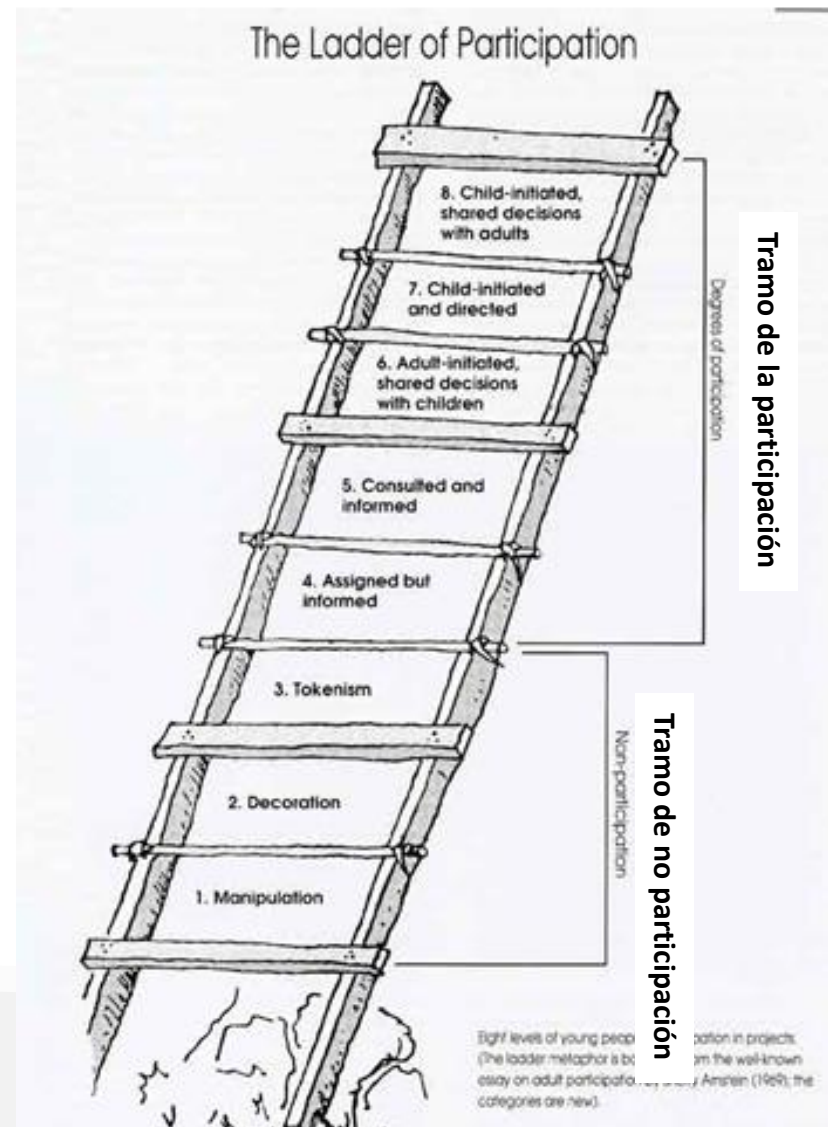 The Ladder of Participation
8. Child-initiated,
shared decisions
with adults
7. Child-initiated
and directed
6. Adult-initiated,
shared decisions
with children
5. Consulted and
informed
4. Assigned but
informed
3. Tokenism
2. Decoration
1. Manipulation
Degrees of participation
Tramo de la participación
Non-participation
Tramo de no participación
Eight levels of young in projects.
(The ladder metaphor is the well-known
essay on adult Arnstein (1969); the
categories are new).